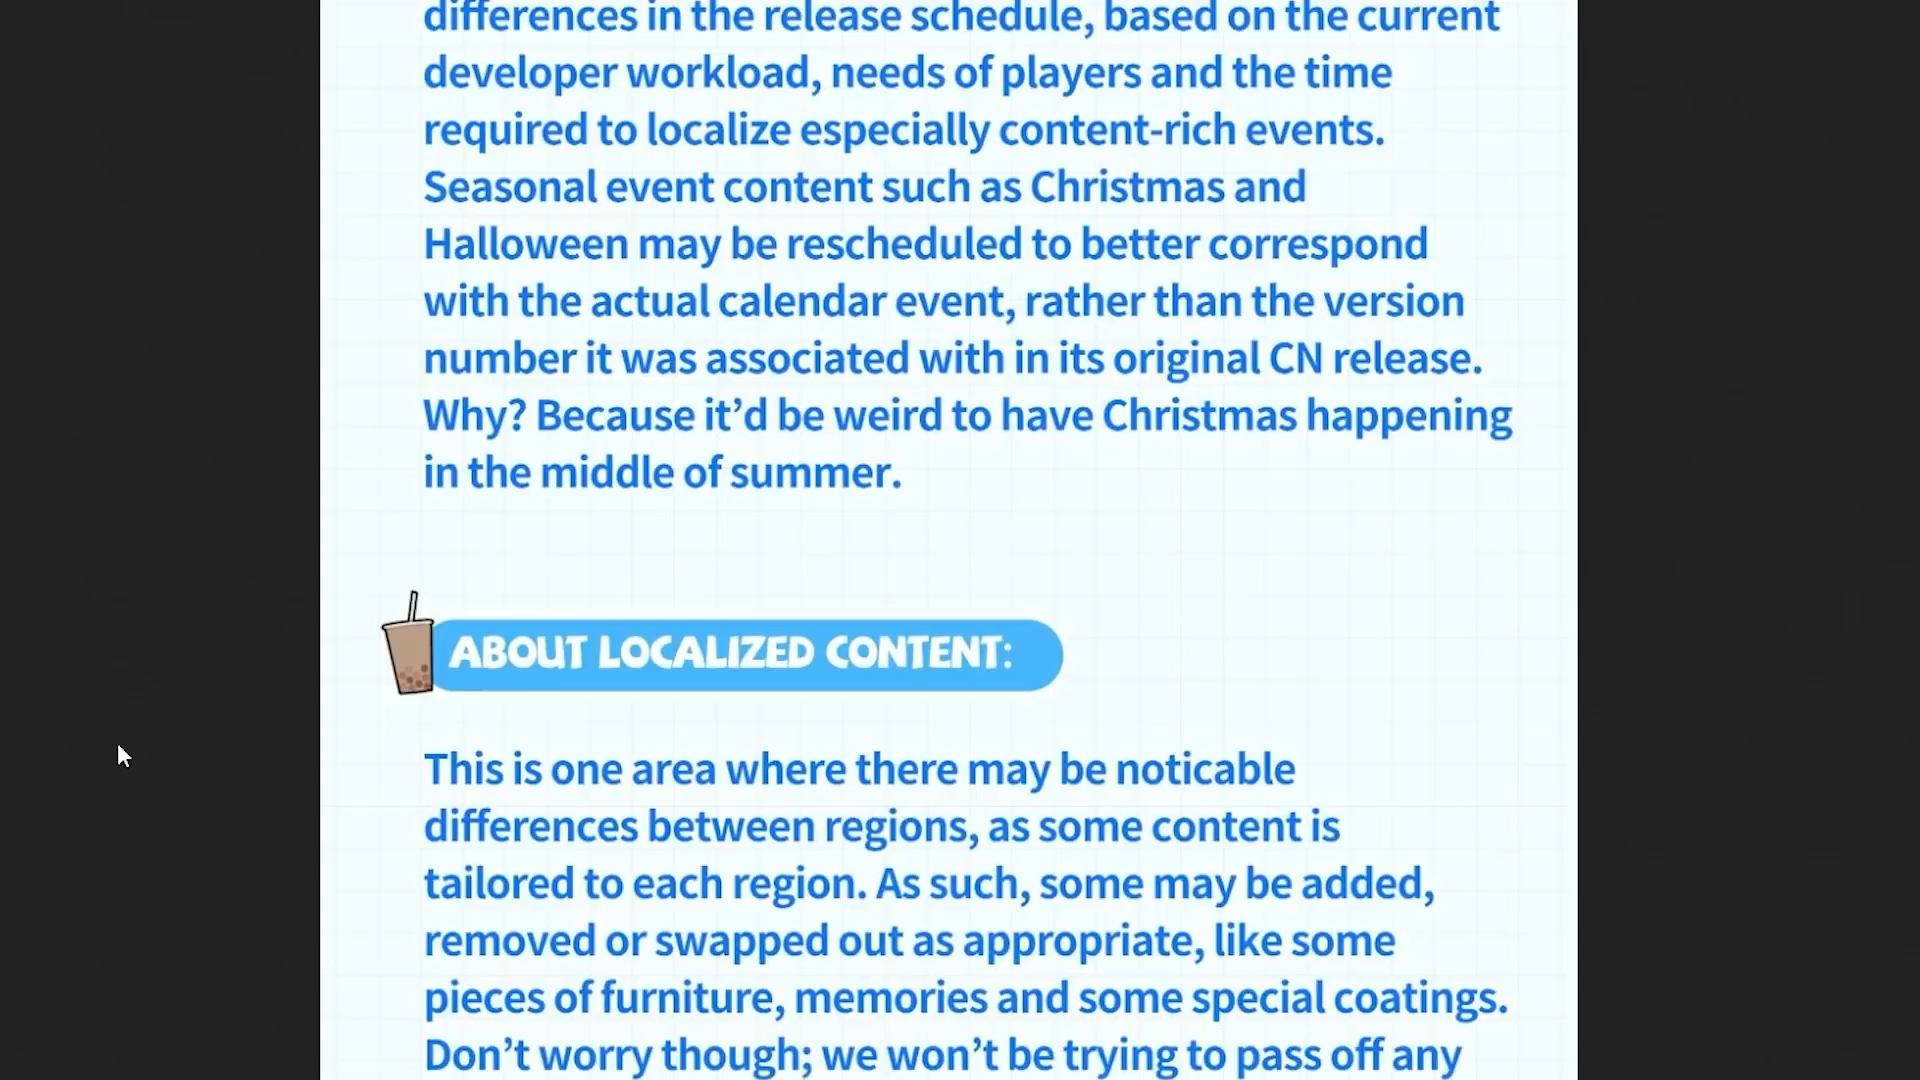 differences in the release schedule, based on the current
developer workload, needs of players and the time
required to localize especially content-rich events.
Seasonal event content such as Christmas and
Halloween may be rescheduled to better correspond
with the actual calendar event, rather than the version
number it was associated with in its original CN release.
Why? Because it’d be weird to have Christmas happening
in the middle of summer.
ABOUT LOCALIZED CONTENT:
This is one area where there may be noticable
differences between regions, as some content is
tailored to each region. As such, some may be added,
removed or swapped out as appropriate, like some
pieces of furniture, memories and some special coatings.
Don’t worry though; we won’t be trying to pass off any